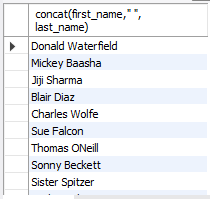 concat(first_name," ",
last_name)
Donald Waterfield
Mickey Baasha
Jiji Sharma
Blair Diaz
Charles Wolfe
Sue Falcon
Thomas ONeill
Sonny Beckett
Sister Spitzer